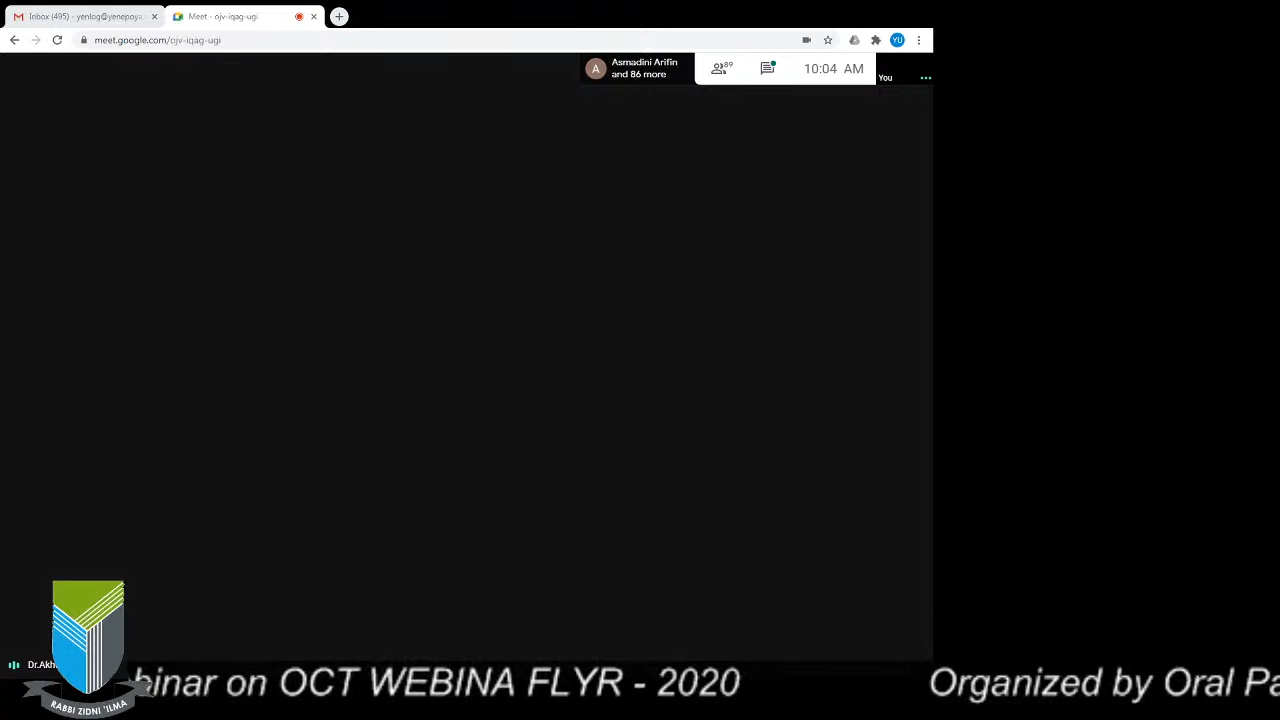 Inbox (495) - yenlog@yenepoya
Meet - ojv-iqag-ugi
meet.google.com/ojv-iqag-ugi
A
Asmadini Arifin
and 86 more
89
10:04 AM
You
YU
Dr.Akh
binar on OCT WEBINA FLYR - 2020
Organized by Oral Pa
RABBI ZIDNI 'ILMA